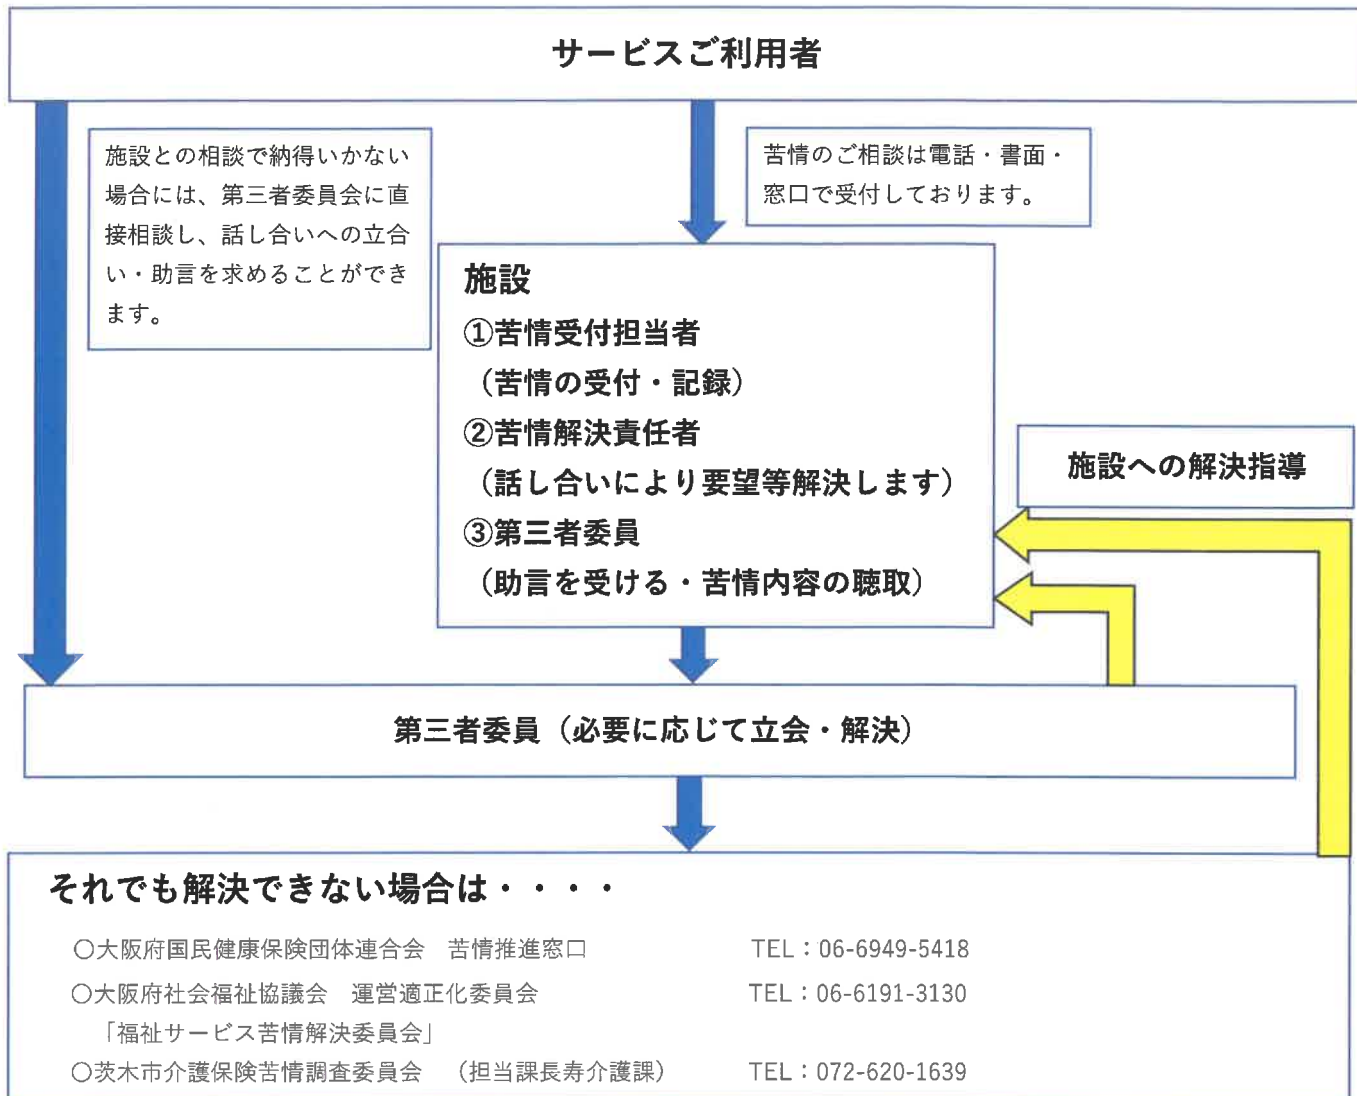 サービスご利用者
施設との相談で納得いかない
場合には、第三者委員会に直
接相談し、話し合いへの立合
い・助言を求めることができ
ます。
苦情のご相談は電話・書面・
窓口で受付しております。
施設
①苦情受付担当者
（苦情の受付・記録）
②苦情解決責任者
（話し合いにより要望等解決します）
③第三者委員
（助言を受ける・苦情内容の聴取）
施設への解決指導
第三者委員（必要に応じて立会・解決）
それでも解決できない場合は・・・・
〇大阪府国民健康保険団体連合会　苦情推進窓口　TEL：06-6949-5418
〇大阪府社会福祉協議会　運営適正化委員会　TEL：06-6191-3130
「福祉サービス苦情解決委員会」
〇茨木市介護保険苦情調査委員会　（担当課長寿介護課）　TEL：072-620-1639